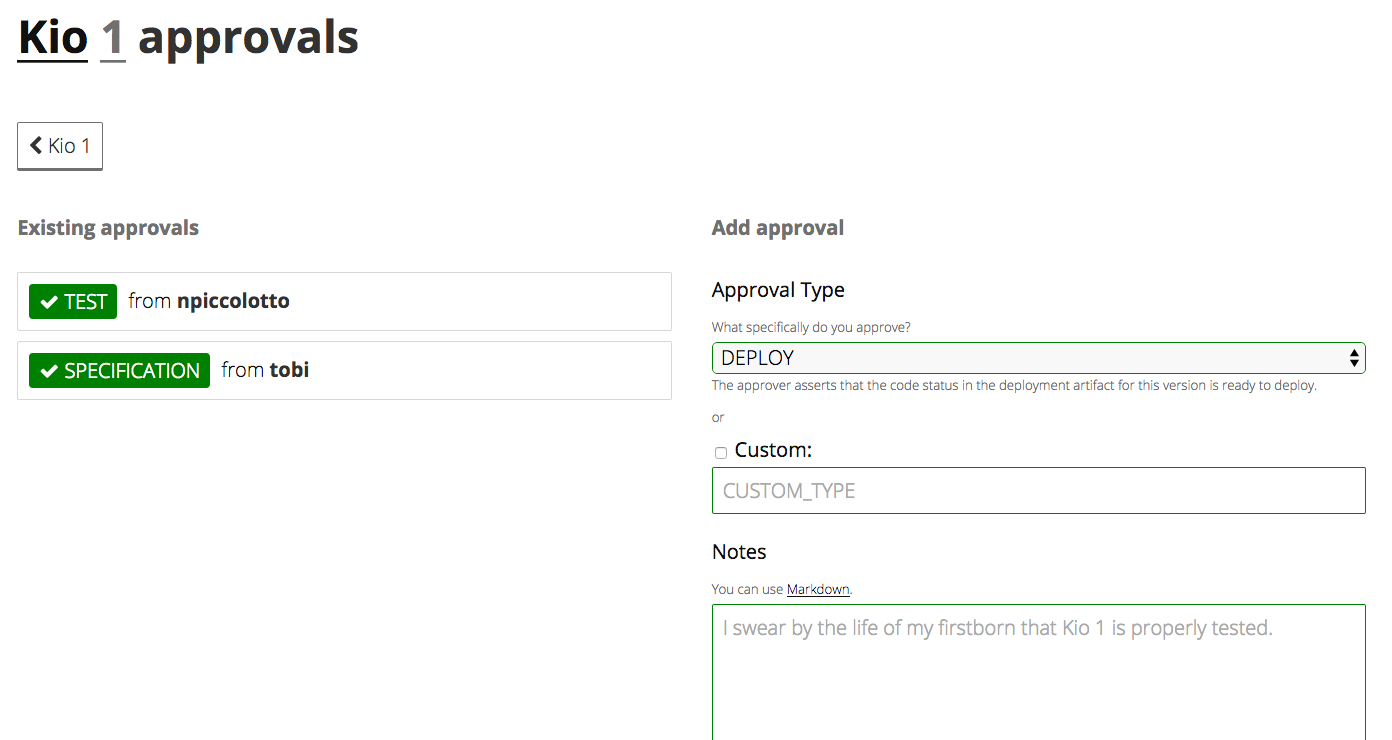 Kio 1 approvals
Kio 1
Existing approvals
TEST from npiccolotto
SPECIFICATION from tobi
Add approval
Approval Type
What specifically do you approve?
DEPLOY
The approver asserts that the code status in the deployment artifact for this version is ready to deploy.
or
Custom:
CUSTOM_TYPE
Notes
You can use Markdown.
I swear by the life of my firstborn that Kio 1 is properly tested.